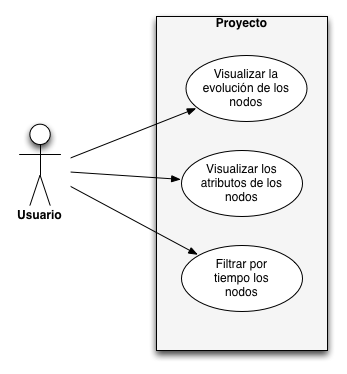 Proyecto
Visualizar la
evolución de los
nodos
Visualizar los
atributos de los
nodos
Usuario
Filtrar por
tiempo los
nodos